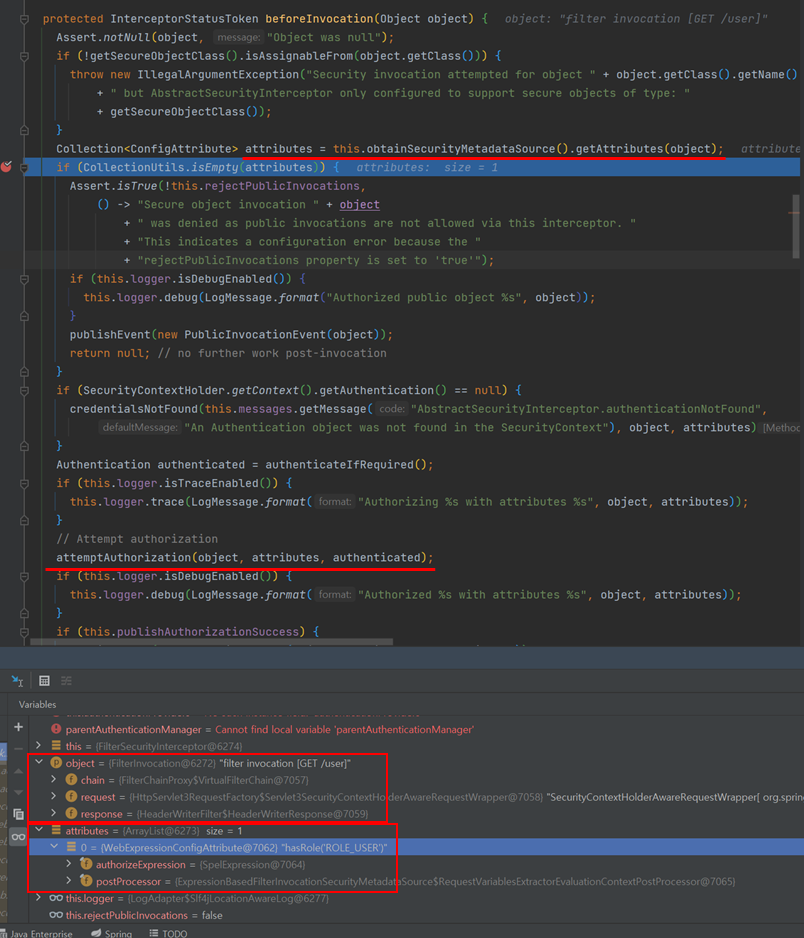 protected InterceptorStatusToken beforeInvocation(Object object) {  object: "filter invocation [GET /user]"
Assert.notNull(object, message: "Object was null");
if (!getSecureObjectClass().isAssignableFrom(object.getClass())) {
throw new IllegalArgumentException("Security invocation attempted for object " + object.getClass().getName()
+ " but AbstractSecurityInterceptor only configured to support secure objects of type: "
+ getSecureObjectClass());
}
Collection<ConfigAttribute> attributes = this.obtainSecurityMetadataSource().getAttributes(object);  attribute
if (CollectionUtils.isEmpty(attributes)) {  attributes:  size = 1
Assert.isTrue(!this.rejectPublicInvocations,
() -> "Secure object invocation " + object
+ " was denied as public invocations are not allowed via this interceptor. "
+ "This indicates a configuration error because the "
+ "rejectPublicInvocations property is set to 'true'");
if (this.logger.isDebugEnabled()) {
this.logger.debug(LogMessage.format("Authorized public object %s", object));
}
publishEvent(new PublicInvocationEvent(object));
return null; // no further work post-invocation
}
if (SecurityContextHolder.getContext().getAuthentication() == null) {
credentialsNotFound(this.messages.getMessage( code: "AbstractSecurityInterceptor.authenticationNotFound",
defaultMessage: "An Authentication object was not found in the SecurityContext"), object, attributes) [Metho
}
Authentication authenticated = authenticateIfRequired();
if (this.logger.isTraceEnabled()) {
this.logger.trace(LogMessage.format( format: "Authorizing %s with attributes %s", object, attributes));
}
// Attempt authorization
attemptAuthorization(object, attributes, authenticated);
if (this.logger.isDebugEnabled()) {
this.logger.debug(LogMessage.format( format: "Authorized %s with attributes %s", object, attributes));
}
if (this.publishAuthorizationSuccess) {
Variables
parentAuthenticationManager = Cannot find local variable 'parentAuthenticationManager'
this = {FilterSecurityInterceptor@6274}
object = {FilterInvocation@6272} "filter invocation [GET /user]"
chain = {FilterChainProxy$VirtualFilterChain@7057}
request = {HttpServlet3RequestFactory$Servlet3SecurityContextHolderAwareRequestWrapper@7058} "SecurityContextHolderAwareRequestWrapper[ org.sprin
response = {HeaderWriterFilter$HeaderWriterResponse@7059}
attributes = {ArrayList@6273}  size = 1
0 = {WebExpressionConfigAttribute@7062} "hasRole('ROLE_USER')"
authorizeExpression = {SpelExpression@7064}
postProcessor = {ExpressionBasedFilterInvocationSecurityMetadataSource$RequestVariablesExtractorEvaluationContextPostProcessor@7065}
this.logger = {LogAdapter$Slf4jLocationAwareLog@6277}
this.rejectPublicInvocations = false
Java Enterprise  Spring  TODO